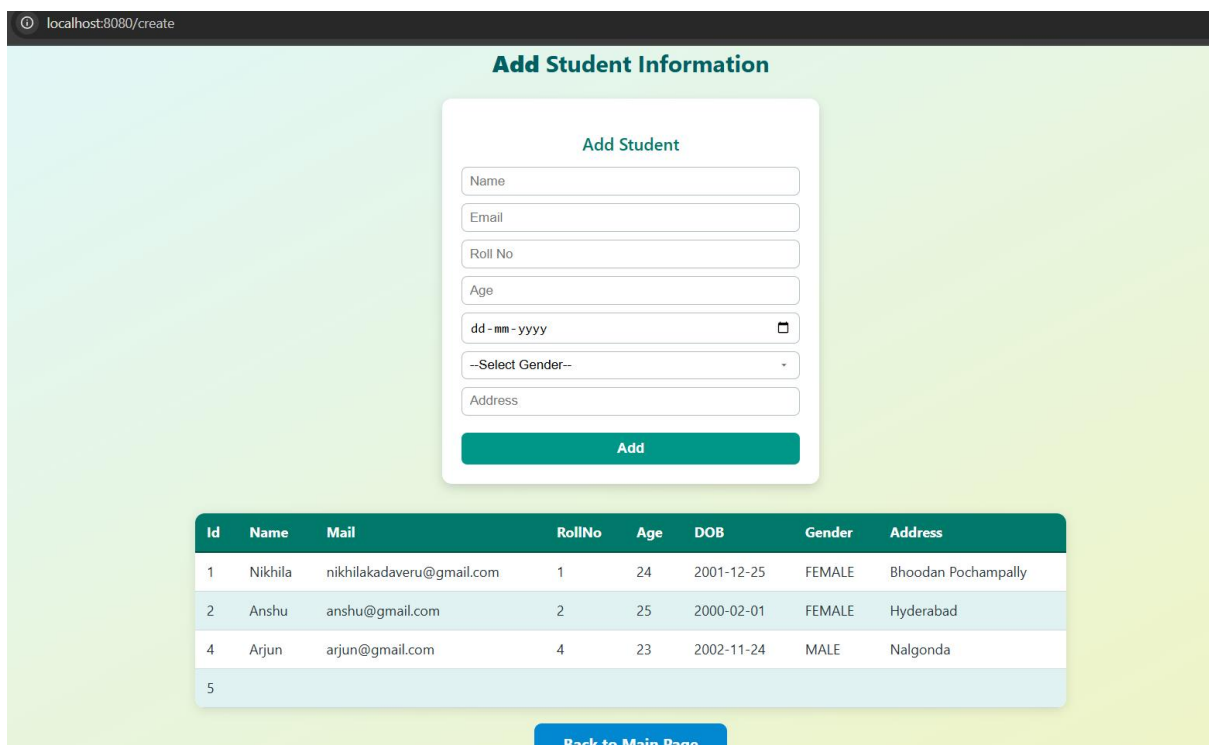 localhost:8080/create
Add Student Information
Add Student
Name
Email
Roll No
Age
dd-mm-yyyy
--Select Gender--
Address
Add
Id Name Mail RollNo Age DOB Gender Address
1 Nikhila nikhilakadaveru@gmail.com 1 24 2001-12-25 FEMALE Bhoodan Pochampally
2 Anshu anshu@gmail.com 2 25 2000-02-01 FEMALE Hyderabad
4 Arjun arjun@gmail.com 4 23 2002-11-24 MALE Nalgonda
5
Back to Main Page